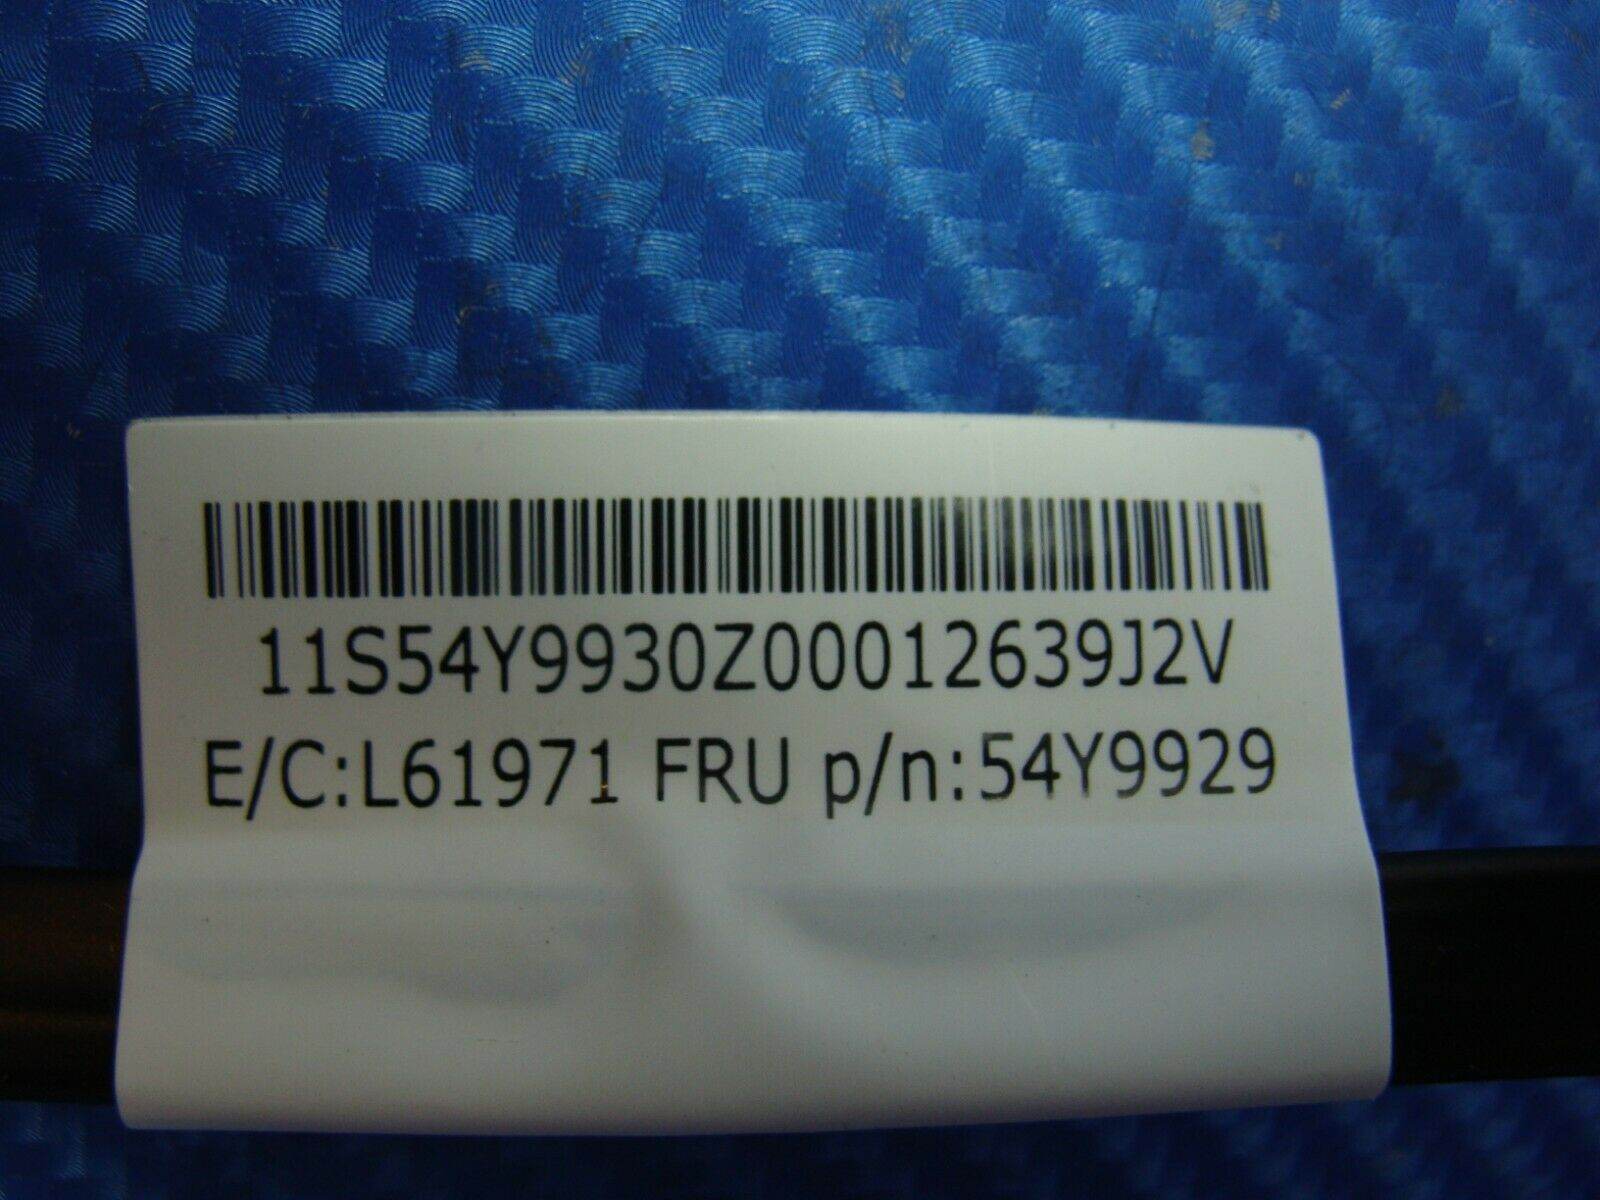 11S54Y9930Z00012639J2V
E/C:L61971 FRU p/n:54Y9929